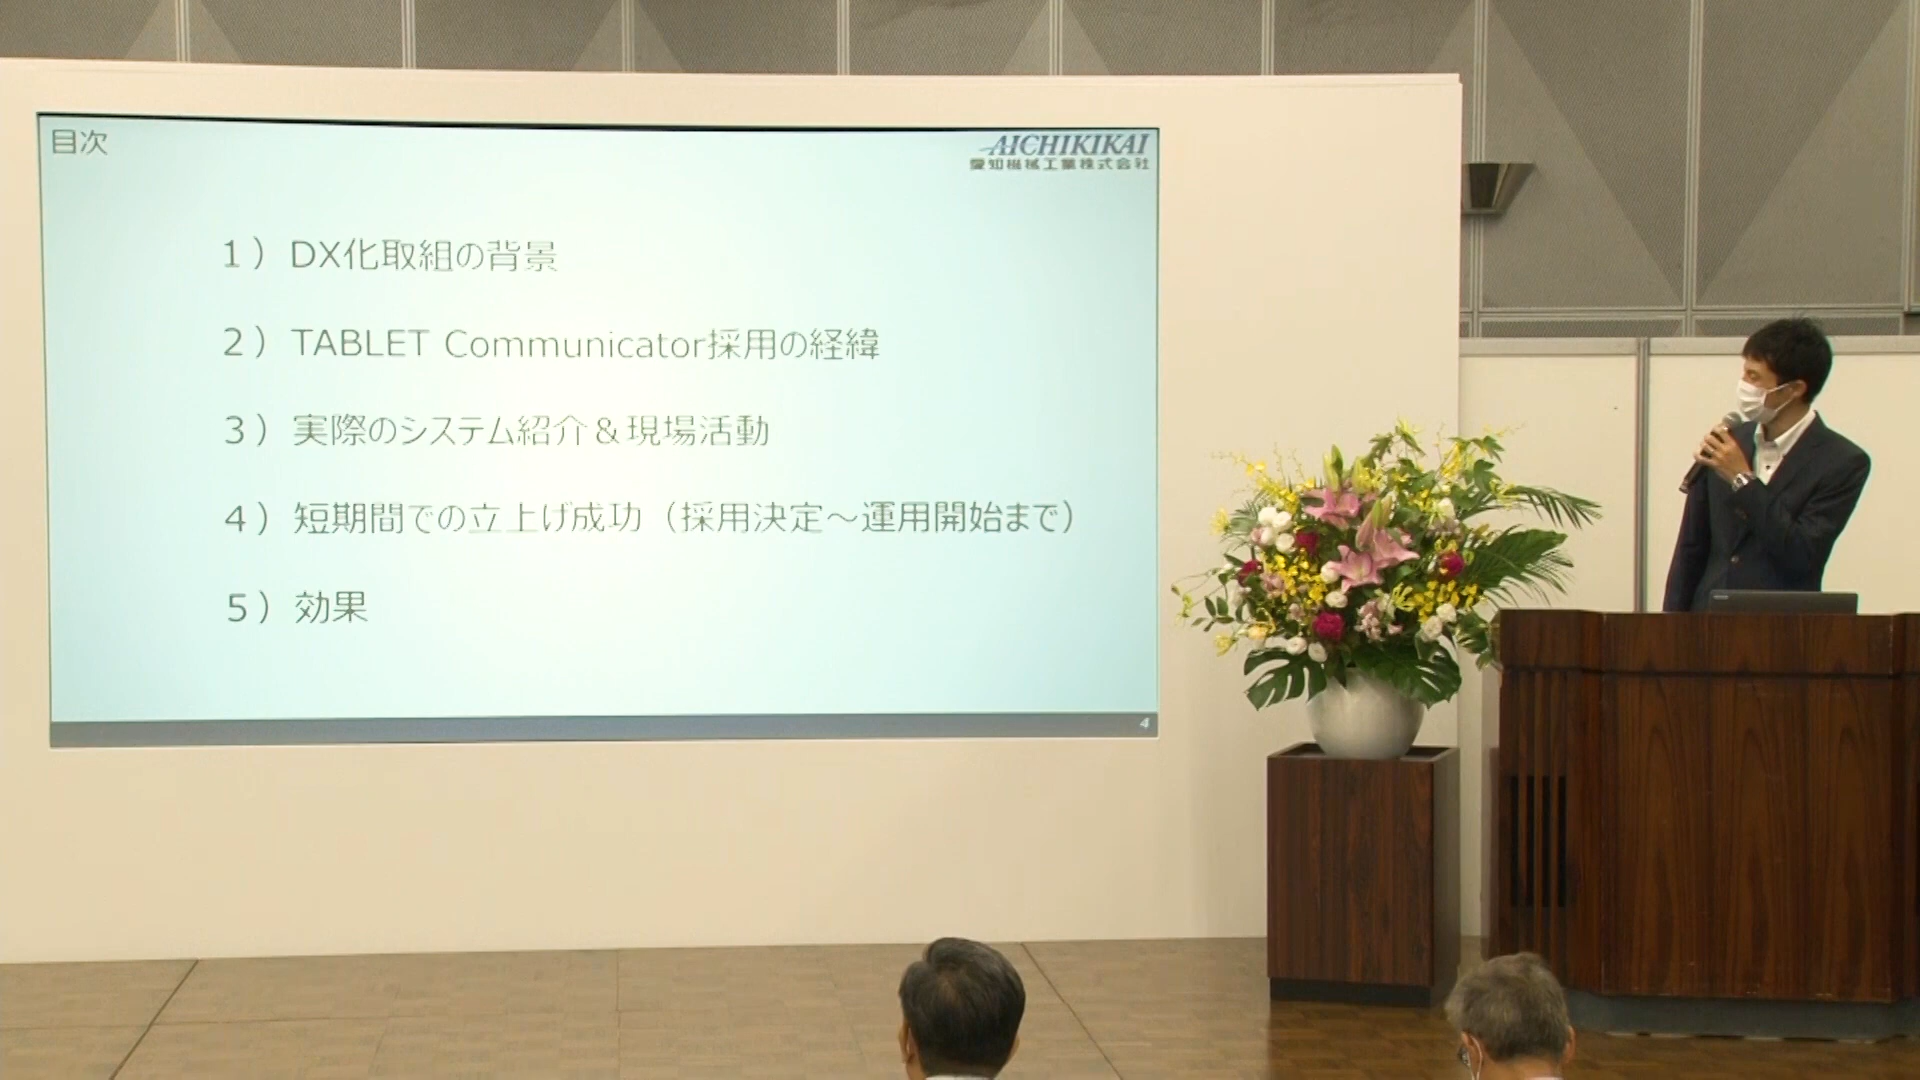 目次
AICHIKIKAI
愛知機械工業株式会社
1）DX化取組の背景
2）TABLET Communicator採用の経緯
3）実際のシステム紹介＆現場活動
4）短期間での立上げ成功（採用決定～運用開始まで）
5）効果
4